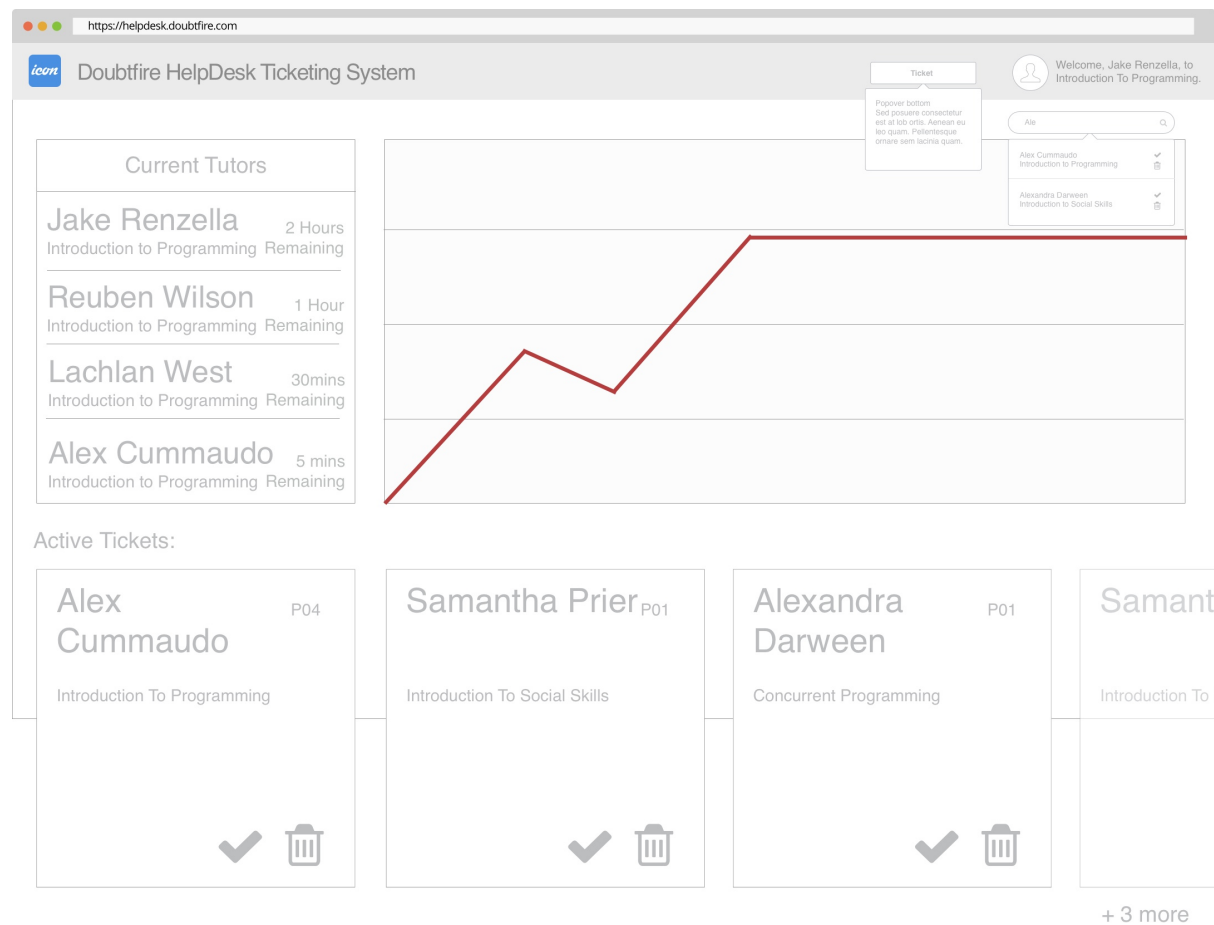 https://helpdesk.doubtfire.com
icon
Doubtfire HelpDesk Ticketing System
Ticket
Welcome, Jake Renzella, to
Introduction To Programming.
Popover bottom
Sed posuere consectetur
est at lob ortis. Aenean eu
leo quam. Pellentesque
ornare sem lacinia quam.
Ale
Alex Cummaudo
Introduction to Programming
Alexandra Darween
Introduction to Social Skills
Current Tutors
Jake Renzella 2 Hours
Introduction to Programming Remaining
Reuben Wilson 1 Hour
Introduction to Programming Remaining
Lachlan West 30mins
Introduction to Programming Remaining
Alex Cummaudo 5 mins
Introduction to Programming Remaining
Active Tickets:
Alex
Cummaudo
P04
Introduction To Programming
Samantha Prier P01
Introduction To Social Skills
Alexandra
Darween
P01
Concurrent Programming
Samant
Introduction To
+ 3 more